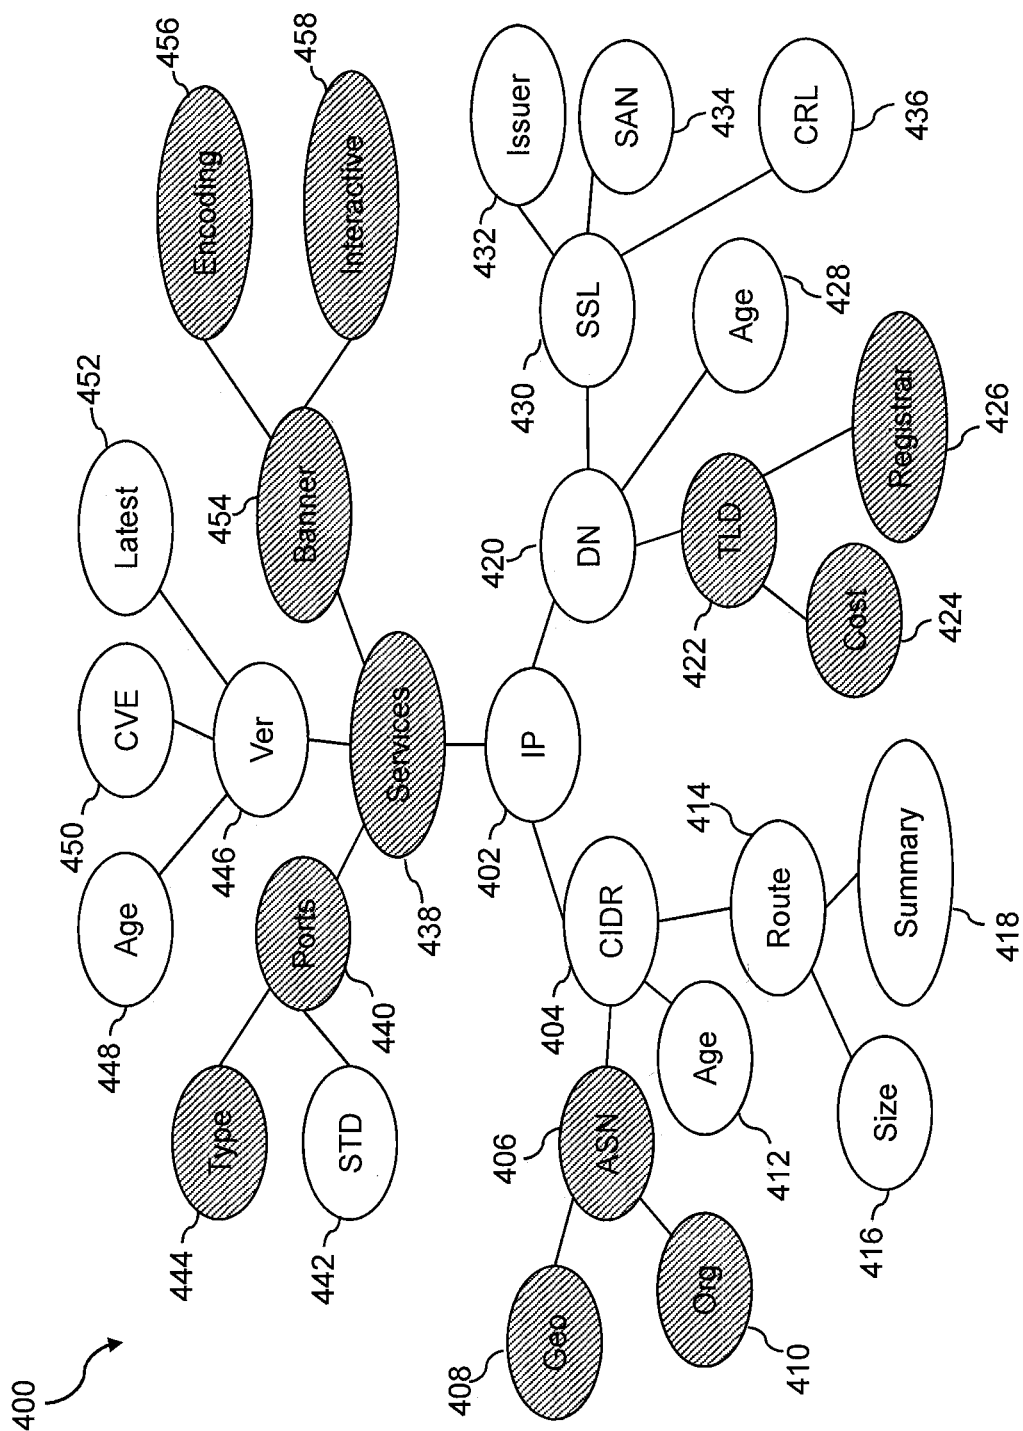 400
444
Type
442
STD
440
Ports
448
Age
450
CVE
452
Latest
446
Ver
438
Services
454
Banner
456
Encoding
458
Interactive
402
IP
404
CIDR
406
ASN
408
Geo
410
Org
412
Age
414
Route
416
Size
418
Summary
420
DN
422
TLD
424
Cost
426
Registrar
428
Age
430
SSL
432
Issuer
434
SAN
436
CRL